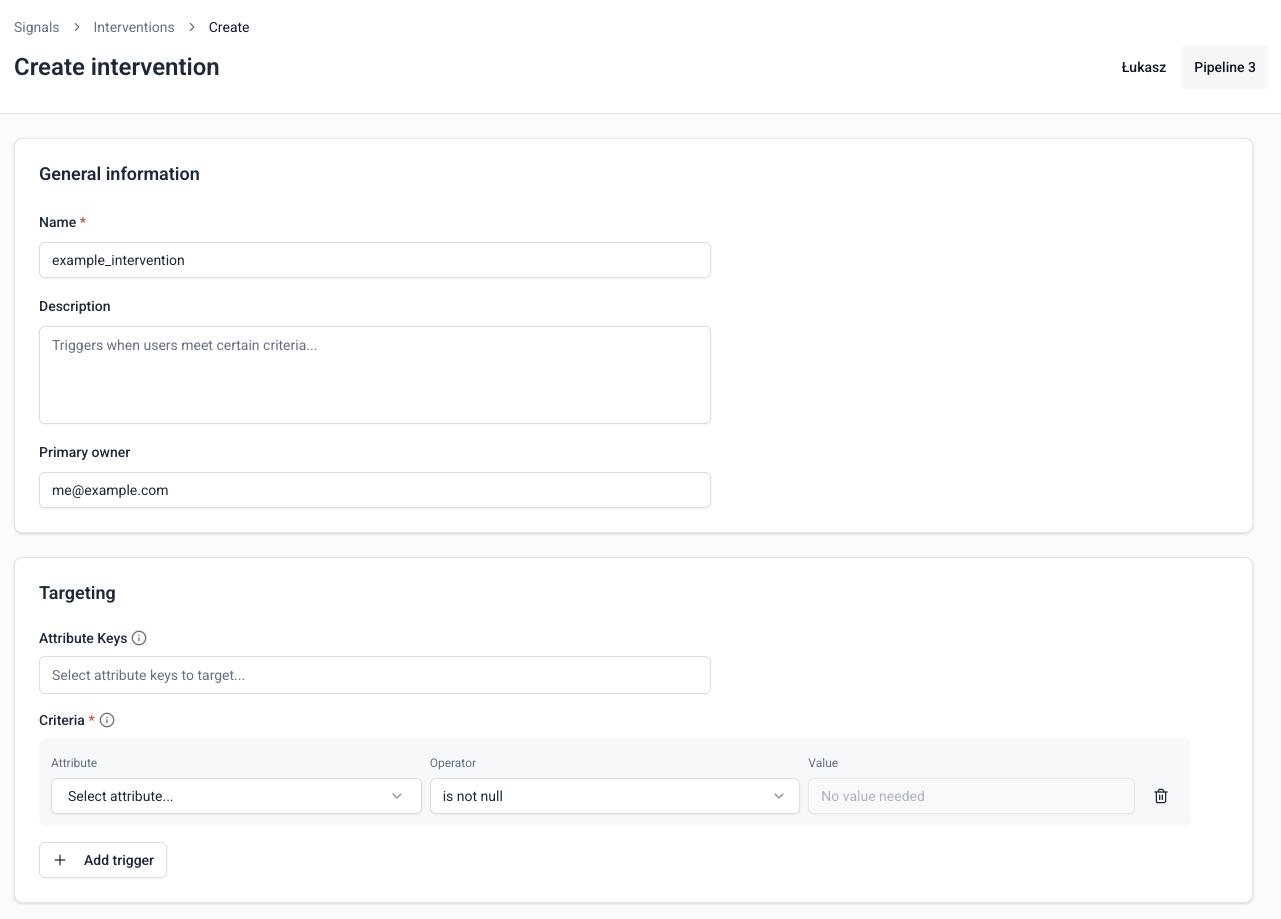 Signals > Interventions > Create
Create intervention
Łukasz
Pipeline 3
General information
Name *
example_intervention
Description
Triggers when users meet certain criteria...
Primary owner
me@example.com
Targeting
Attribute Keys
Select attribute keys to target...
Criteria *
Attribute Operator Value
Select attribute... is not null No value needed
+ Add trigger